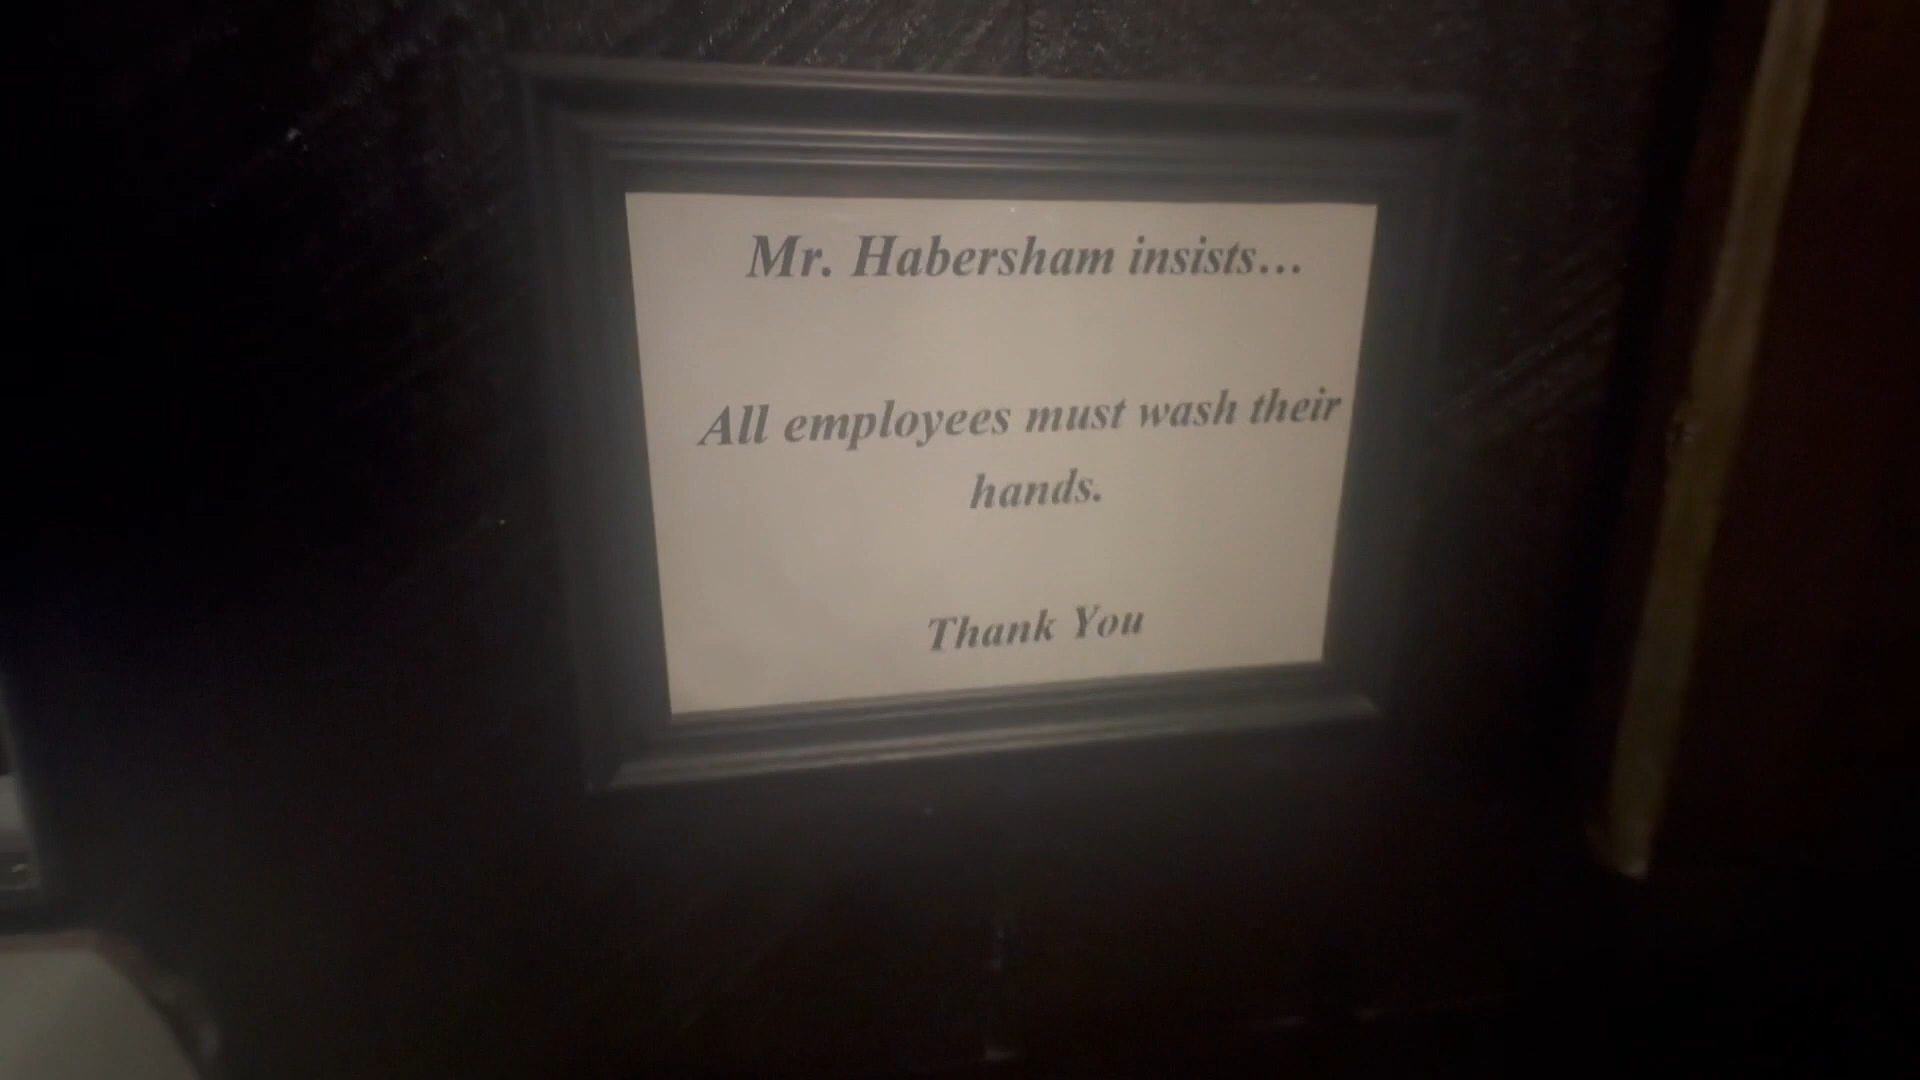 Mr. Habersham insists...
All employees must wash their
hands.
Thank You